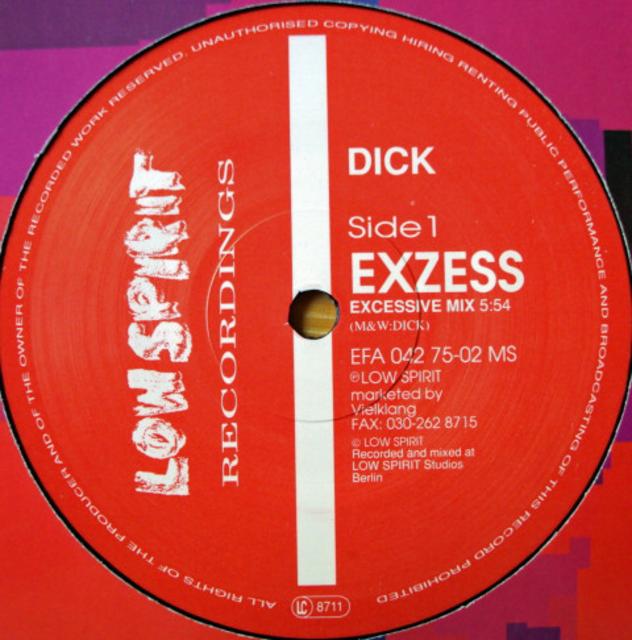 ALL RIGHTS OF THE PRODUCER AND OF THE OWNER OF THE RECORDED WORK RESERVED. UNAUTHORISED COPYING HIRING RENTING PUBLIC PERFORMANCE AND BROADCASTING OF THIS RECORD PROHIBITED
LOW SPIRIT
RECORDINGS
DICK
Side 1
EXZESS
EXCESSIVE MIX 5:54
(M&W:DICK)
EFA 042 75-02 MS
℗ LOW SPIRIT
marketed by
Vielklang
FAX: 030-262 8715
© LOW SPIRIT
Recorded and mixed at
LOW SPIRIT Studios
Berlin
LC 8711